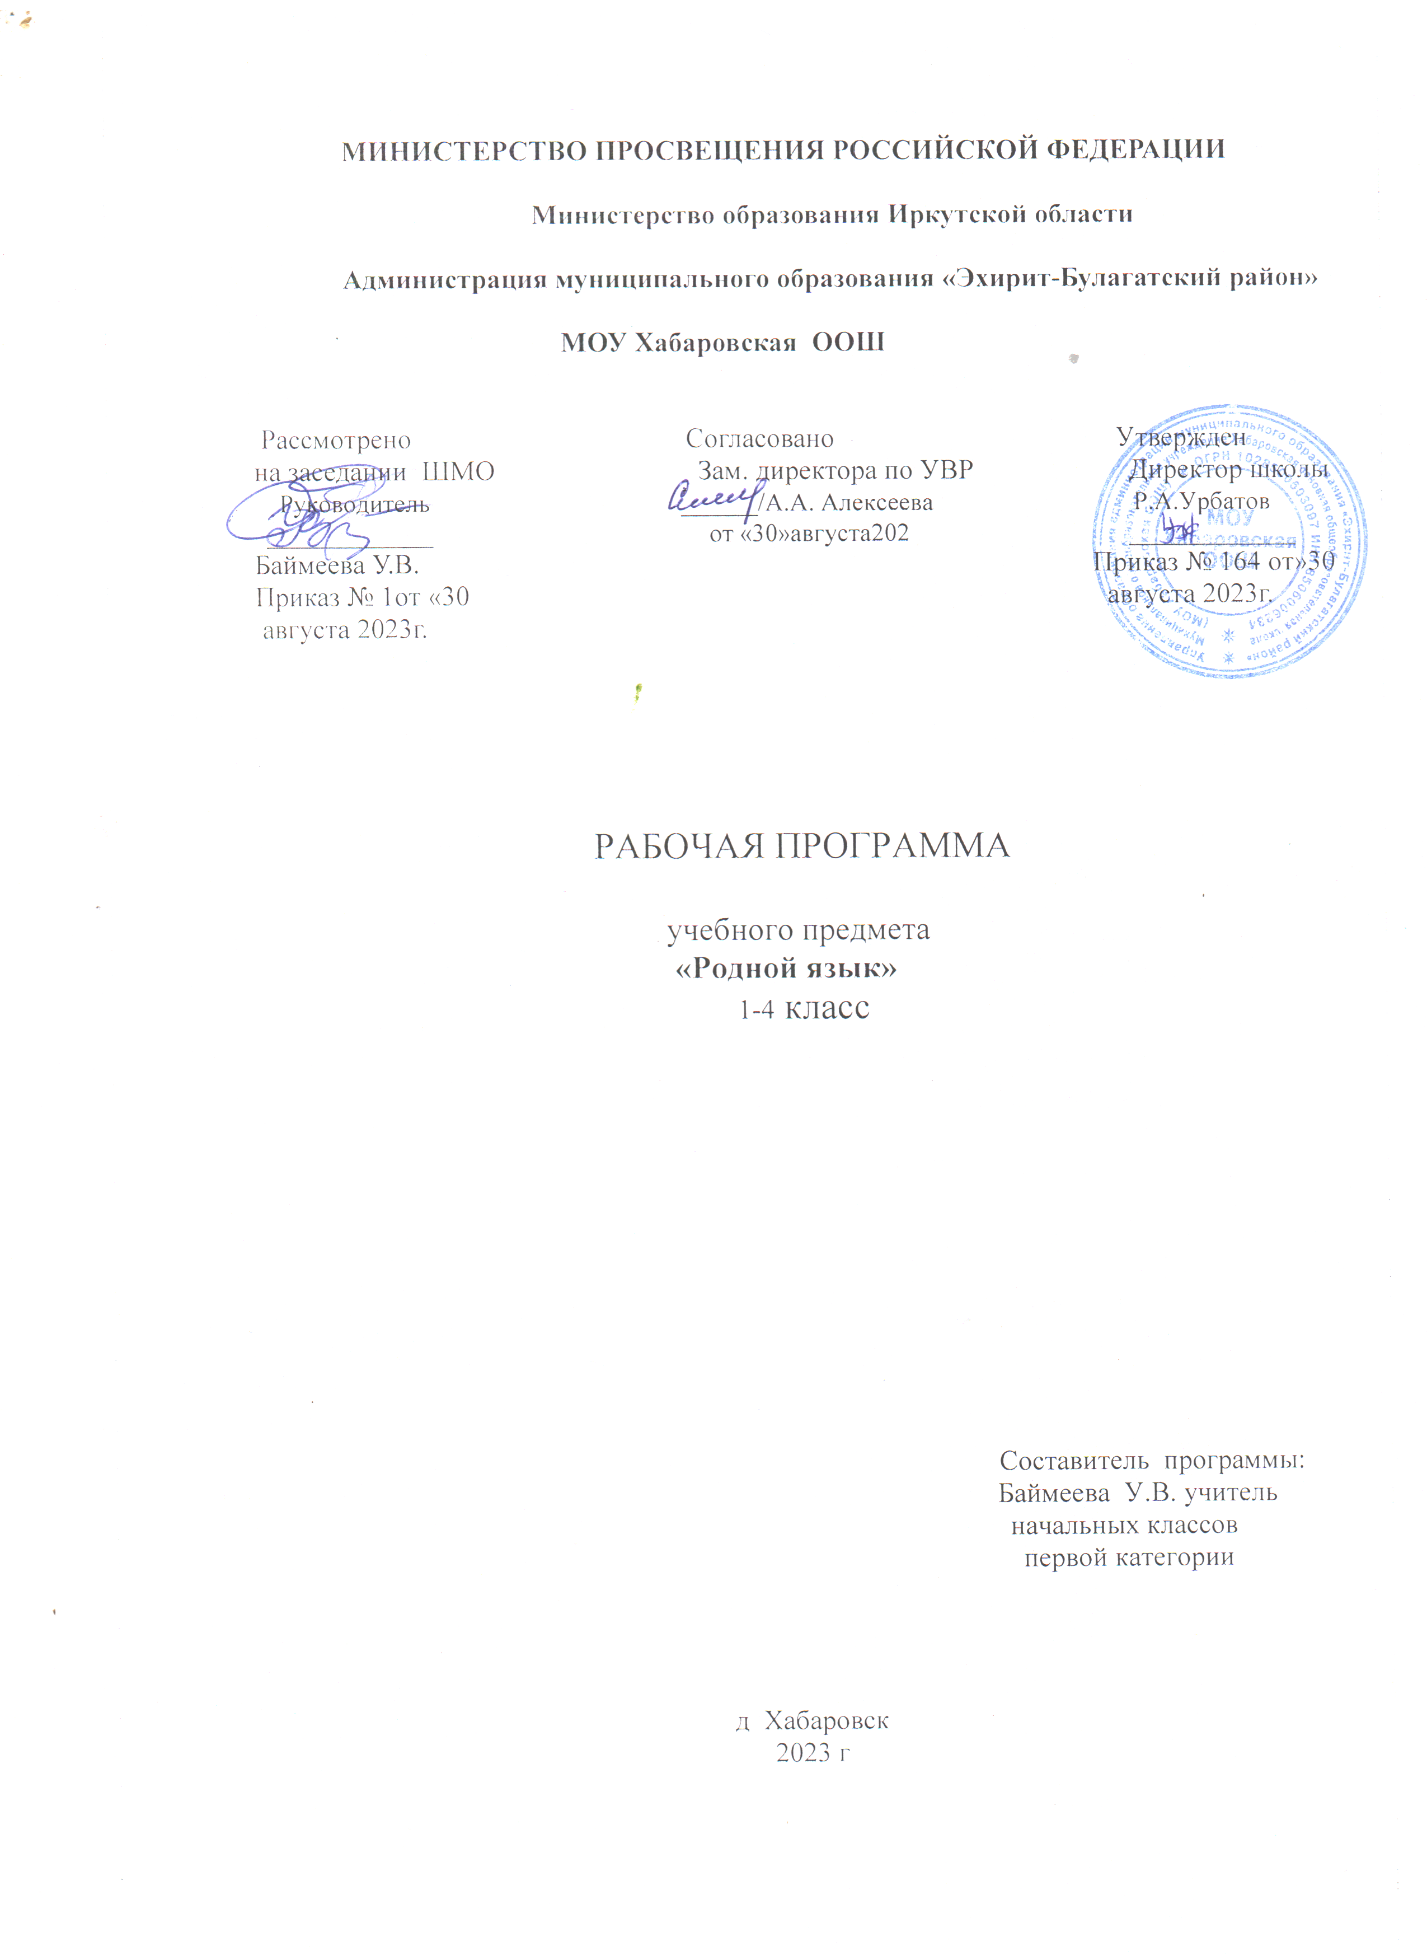 МИНИСТЕРСТВО ПРОСВЕЩЕНИЯ РОССИЙСКОЙ ФЕДЕРАЦИИ
Министерство образования Иркутской области
Администрация муниципального образования «Эхирит-Булагатский район»
МОУ Хабаровская ООШ
Рассмотрено
на заседании ШМО
Руководитель
Баймеева У.В.
Приказ № 1от «30
августа 2023г.
Согласовано
Зам. директора по УВР
/А.А. Алексеева
от «30»августа202
Утвержден
Директор школы
Р.А.Урбатов
Приказ № 164 от»30
августа 2023г.
МОУ
Хабаровская
РАБОЧАЯ ПРОГРАММА
учебного предмета
«Родной язык»
1-4 класс
Составитель программы:
Баймеева У.В. учитель
начальных классов
первой категории
д Хабаровск
2023 г